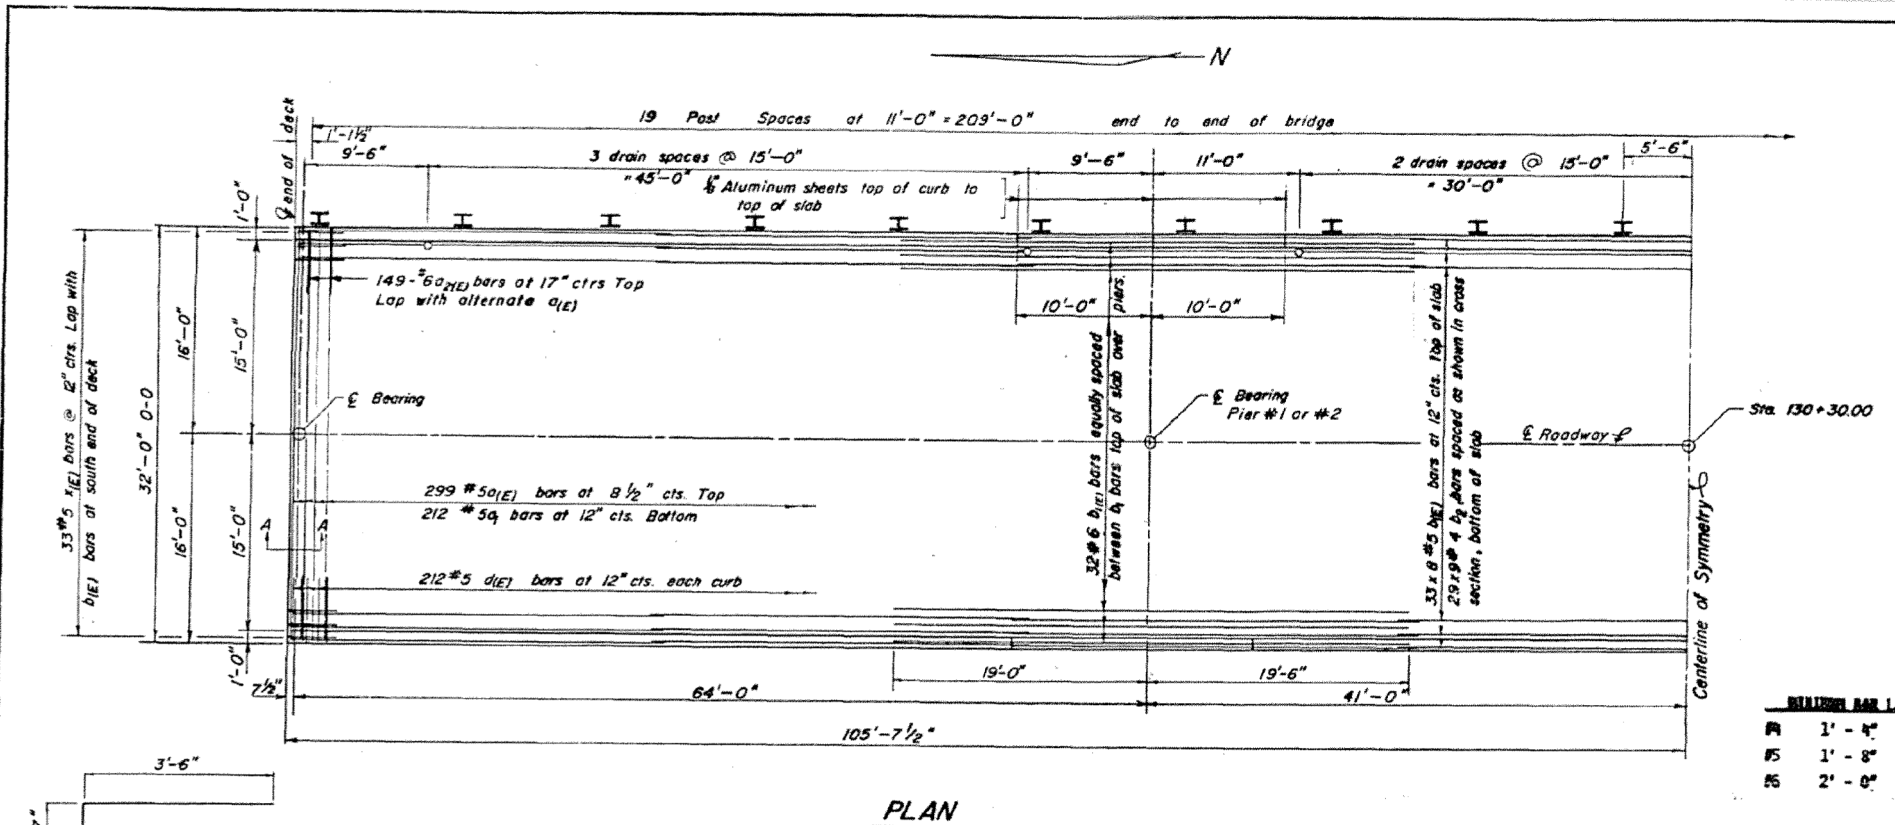 N
19 Post Spaces at 11'-0" = 209'-0" end to end of bridge
℄ end of deck
1'-1½"
9'-6"
3 drain spaces @ 15'-0"
= 45'-0"
9'-6"
11'-0"
2 drain spaces @ 15'-0"
= 30'-0"
5'-6"
⅛" Aluminum sheets top of curb to
top of slab
1'-0"
149-#6a2(E) bars at 17" ctrs Top
Lap with alternate a(E)
10'-0"
10'-0"
33#5 x(E) bars @ 12" ctrs. Lap with
b(E) bars at south end of deck
32'-0" O-O
16'-0"
16'-0"
15'-0"
15'-0"
℄ Bearing
℄ Bearing
Pier #1 or #2
32#6 b1(E) bars equally spaced
between b1 bars top of slab over piers.
33 x 8 #5 b(E) bars at 12" cts. top of slab
29x9#4 b2 bars spaced as shown in cross
section, bottom of slab
℄ Roadway
Sta. 130+30.00
Centerline of Symmetry
299 #5a(E) bars at 8½" cts. Top
212 #5a1 bars at 12" cts. Bottom
A A
212#5 d(E) bars at 12" cts. each curb
1'-0"
7½"
19'-0"
19'-6"
64'-0"
41'-0"
105'-7½"
MINIMUM BAR L
#4 1' - 4"
#5 1' - 8"
#6 2' - 0"
3'-6"
PLAN